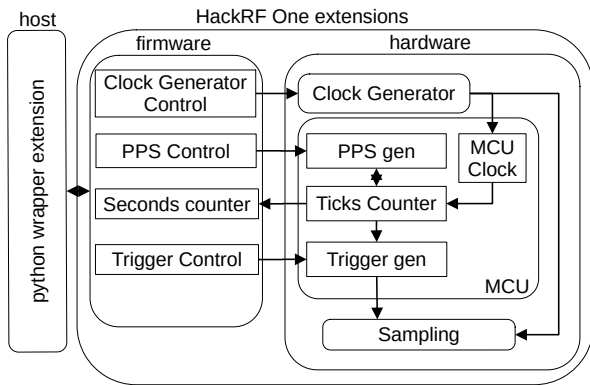 host
HackRF One extensions
firmware
hardware
python wrapper extension
Clock Generator
Control
Clock Generator
PPS Control
PPS gen
MCU
Clock
Seconds counter
Ticks Counter
Trigger Control
Trigger gen
MCU
Sampling